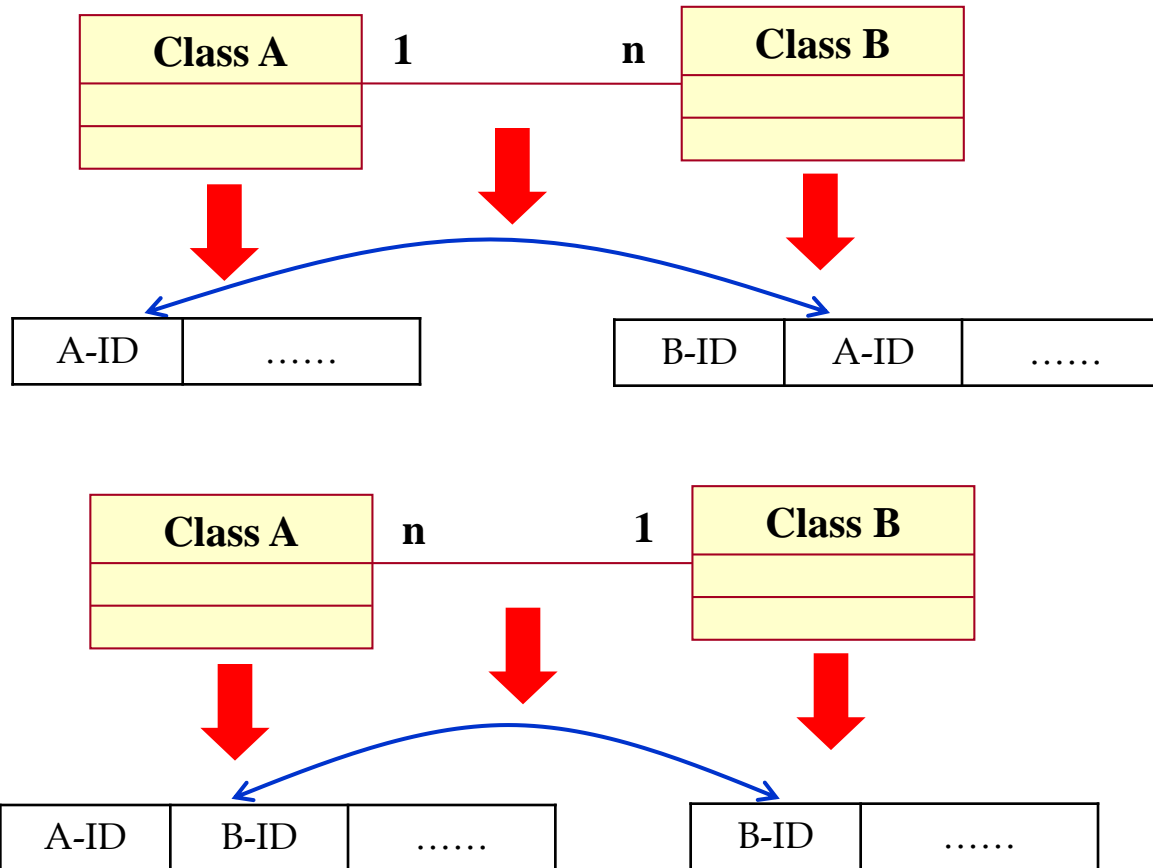 Class A 1 n Class B
A-ID ...... B-ID A-ID ......
Class A n 1 Class B
A-ID B-ID ...... B-ID ......